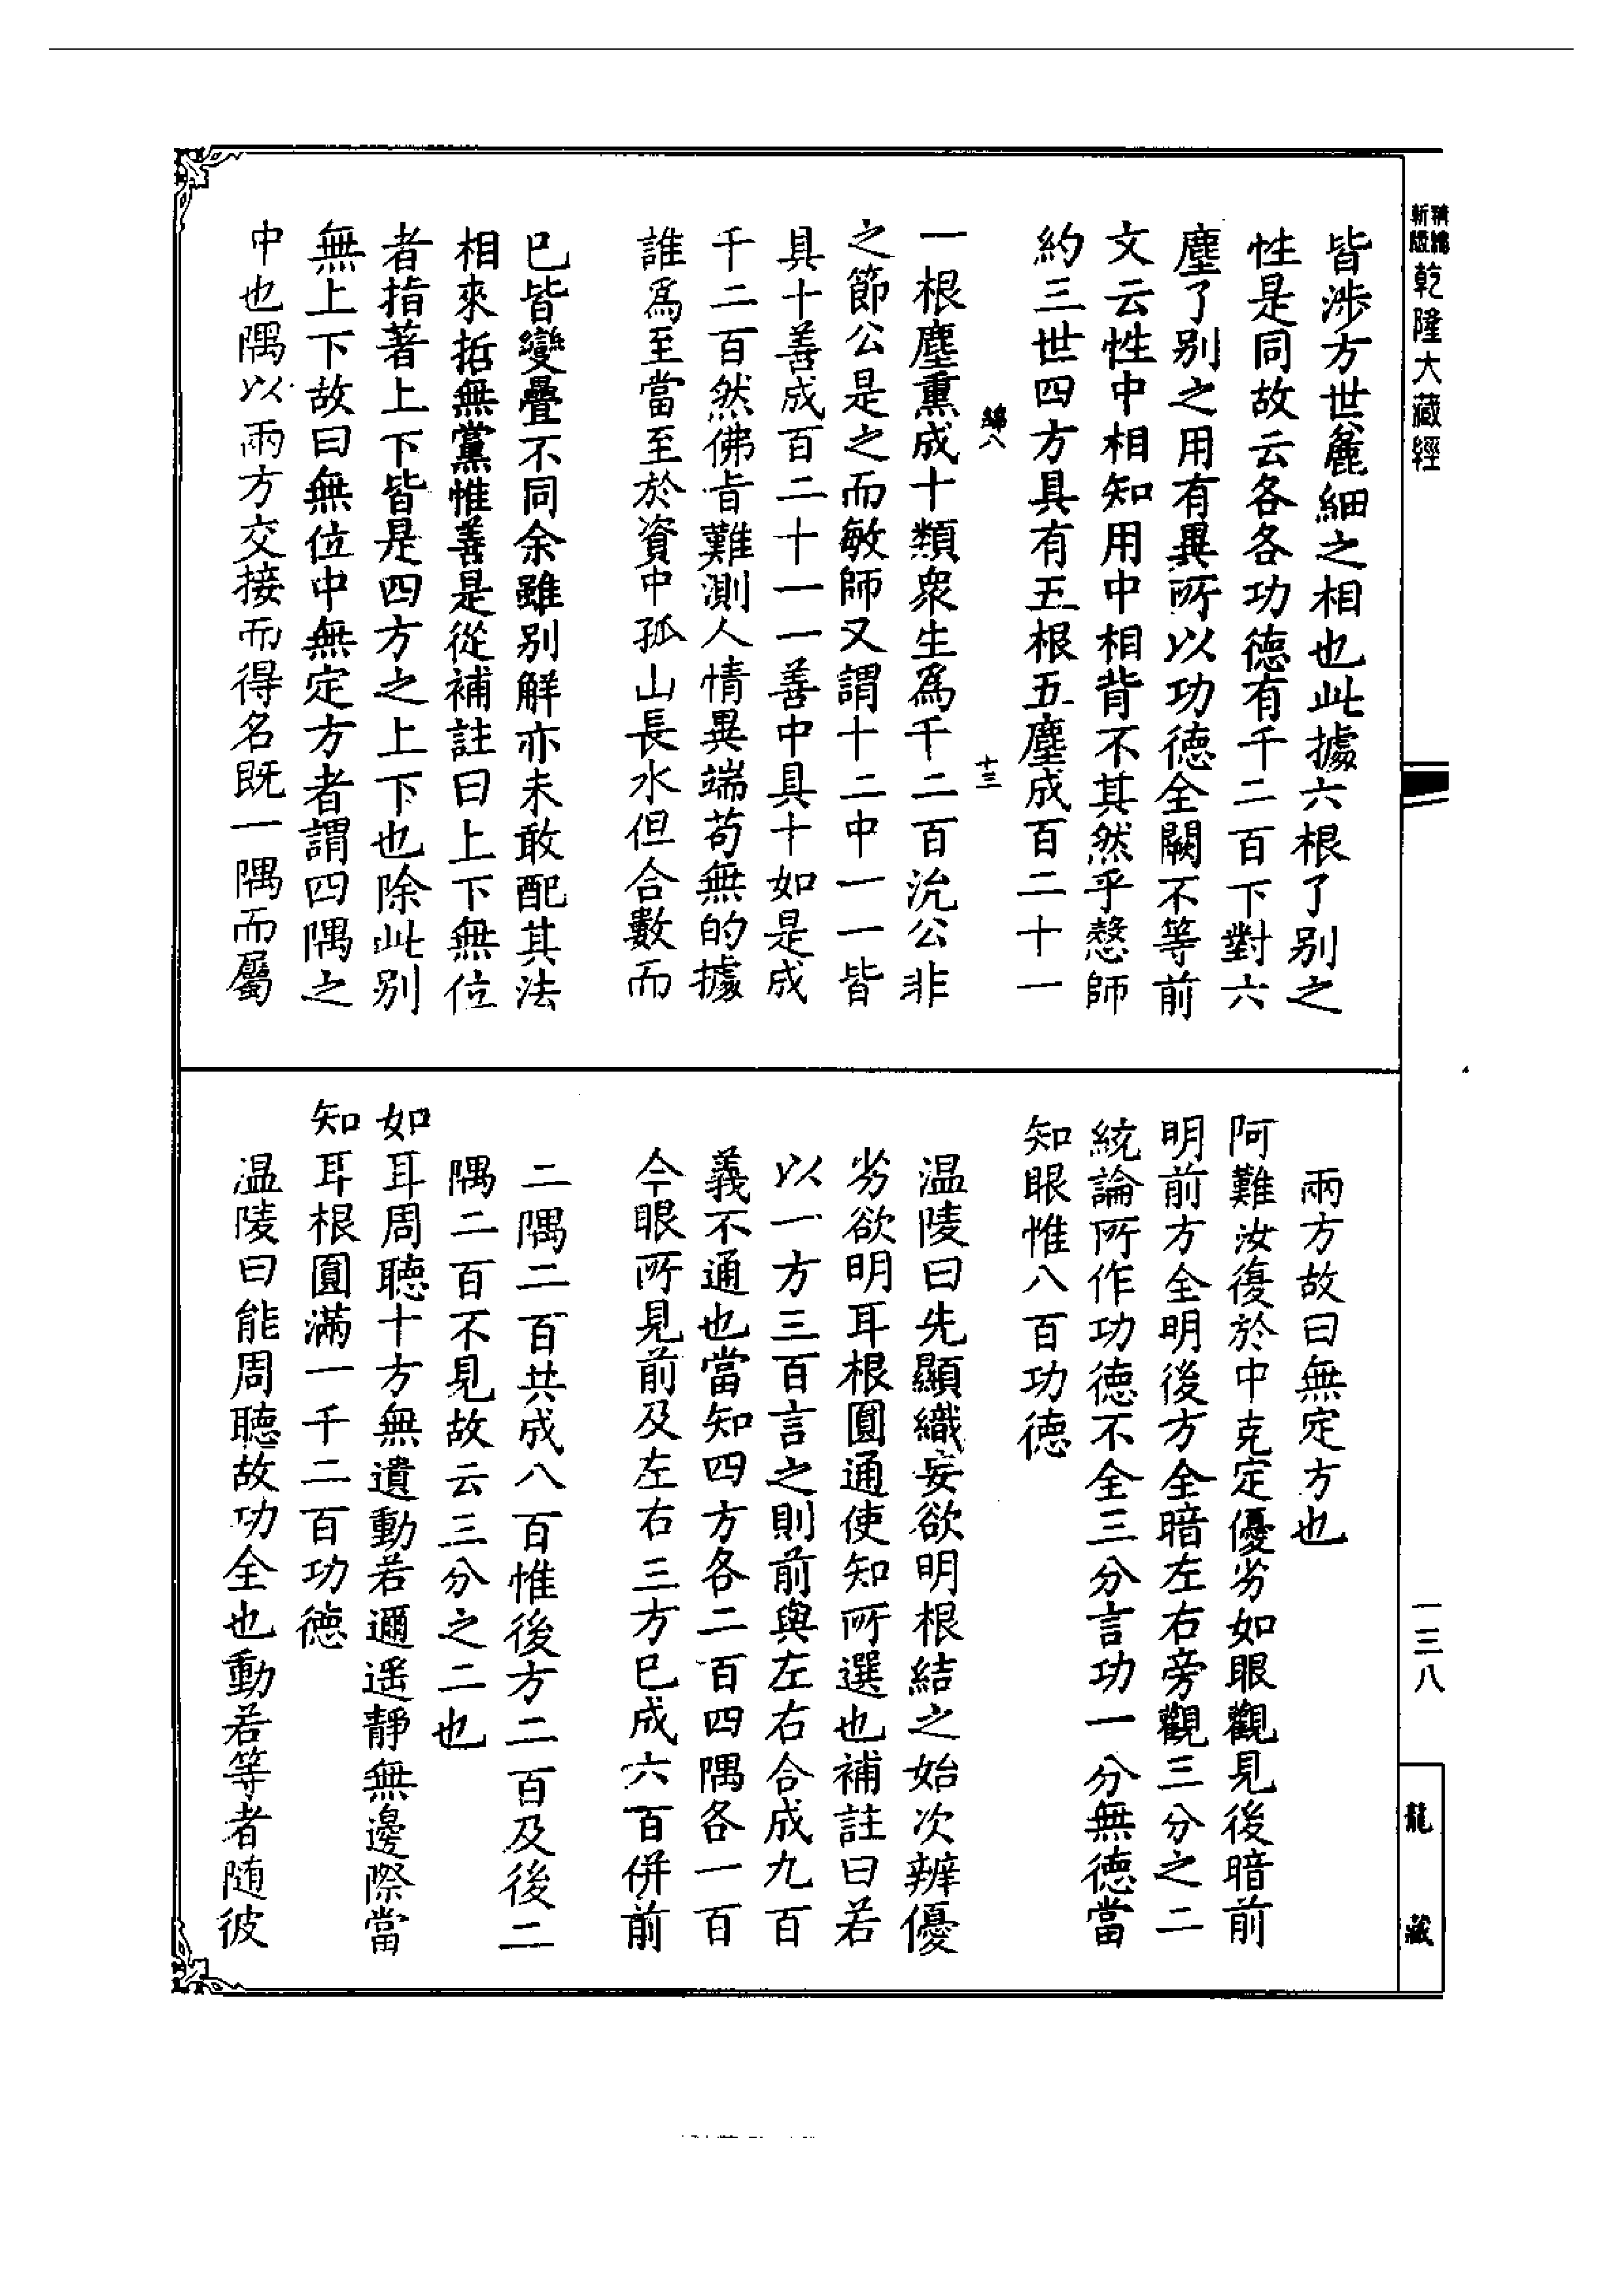 精縮
新版
乾隆大藏經
皆涉方世麁細之相也此據六根了别之
性是同故云各各功德有千二百下對六
塵了别之用有異所以功德全闕不等前
文云性中相知用中相背不其然乎慤師
約三世四方具有五根五塵成百二十一
綿八
十三
一根塵熏成十類衆生爲千二百沇公非
之節公是之而敏師又謂十二中一一皆
具十善成百二十一一善中具十如是成
千二百然佛㫖難測人情異端苟無的據
誰爲至當至於資中孤山長水但合數而
巳皆變疊不同余雖别解亦未敢配其法
相來哲無黨惟善是從補註曰上下無位
者指著上下皆是四方之上下也除此别
無上下故曰無位中無定方者謂四隅之
中也隅以兩方交接而得名既一隅而屬
兩方故曰無定方也
阿難汝復於中克定優劣如眼觀見後暗前
明前方全明後方全暗左右旁觀三分之二
統論所作功德不全三分言功一分無德當
知眼惟八百功德
温陵曰先顯織妄欲明根結之始次辨優
劣欲明耳根圓通使知所選也補註曰若
以一方三百言之則前與左右合成九百
義不通也當知四方各二百四隅各一百
今眼所見前及左右三方巳成六百併前
二隅二百共成八百惟後方二百及後二
隅二百不見故云三分之二也
如耳周聽十方無遺動若邇遥靜無邊際當
知耳根圓滿一千二百功德
温陵曰能周聽故功全也動若等者随彼
一三八
龍藏